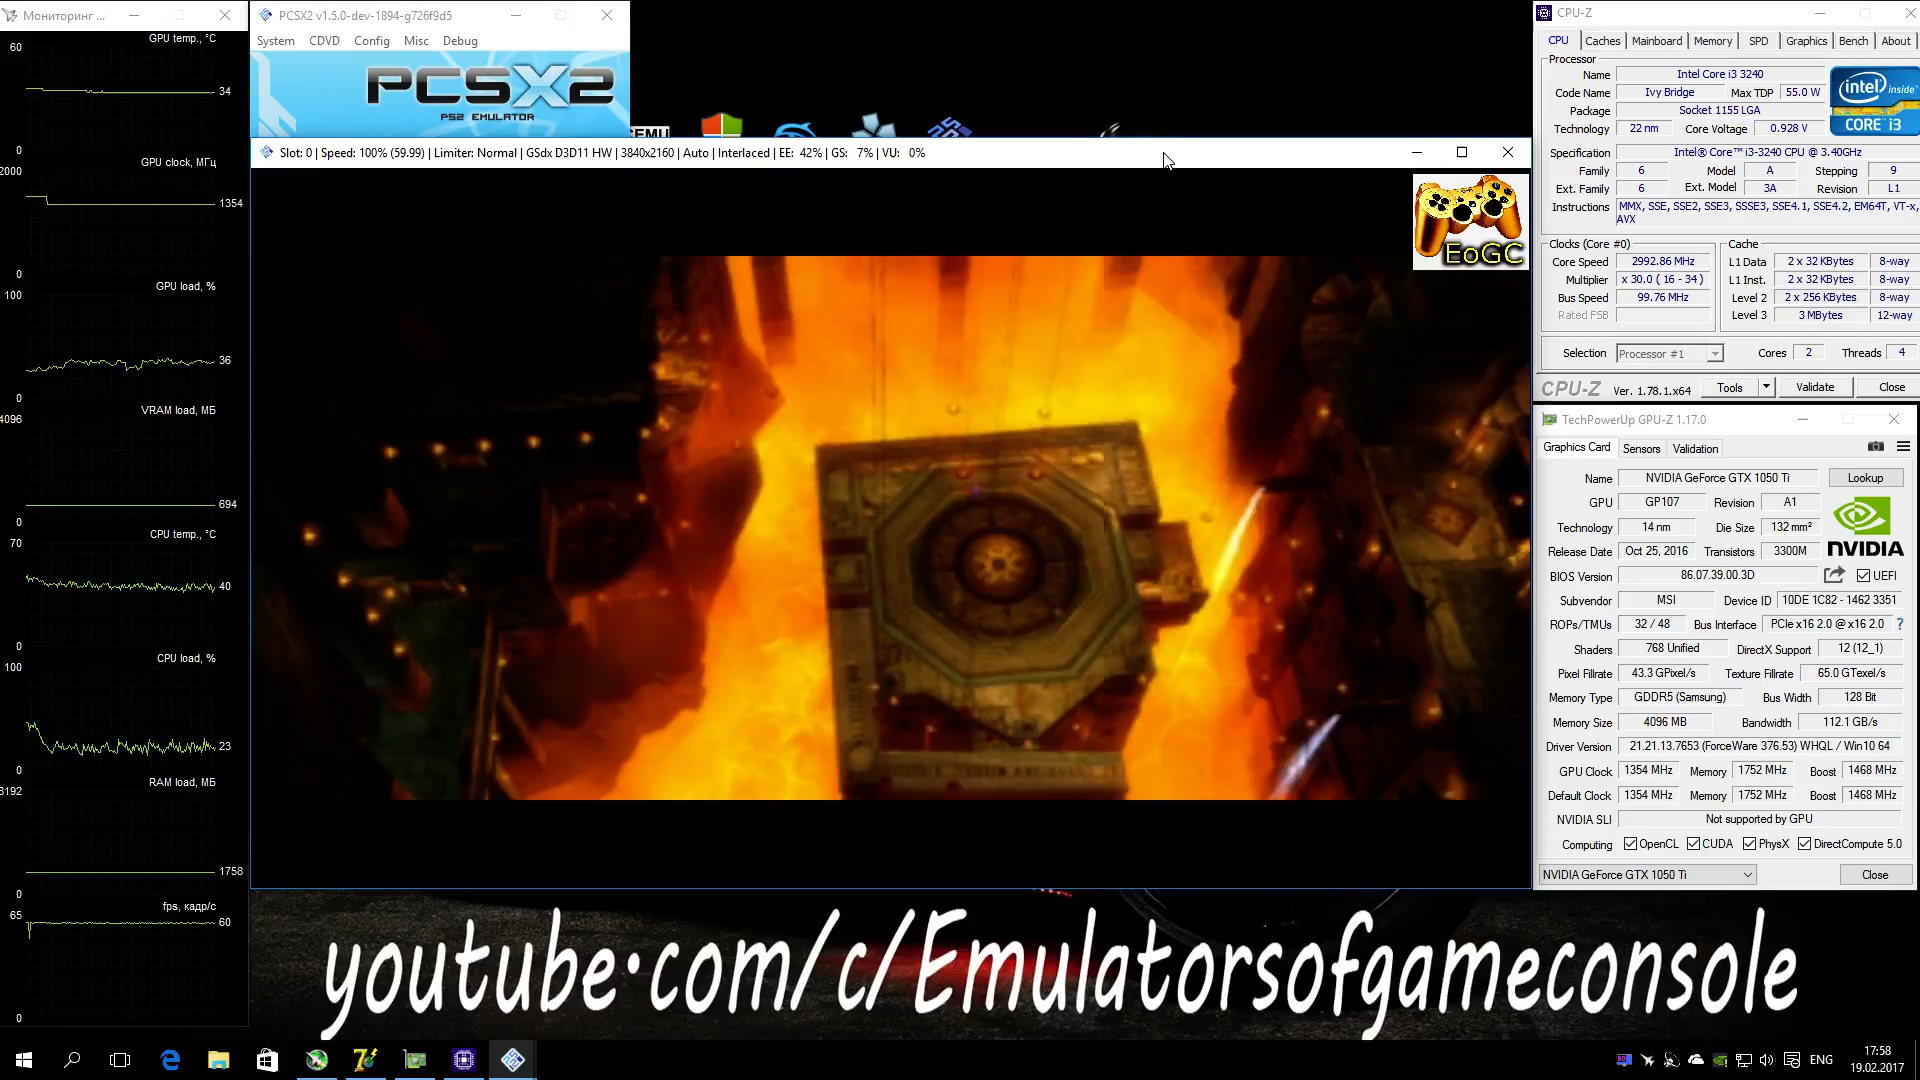 Мониторинг ...
GPU temp., °C
60
34
0
GPU clock, МГц
2000
1354
0
GPU load, %
100
36
0
VRAM load, МБ
4096
694
0
CPU temp., °C
70
40
0
CPU load, %
100
23
0
RAM load, МБ
8192
1758
0
fps, кадр/с
65
60
0
PCSX2 v1.5.0-dev-1894-g726f9d5
System CDVD Config Misc Debug
PCSX2
PS2 EMULATOR
CEMU
Slot: 0 | Speed: 100% (59.99) | Limiter: Normal | GSdx D3D11 HW | 3840x2160 | Auto | Interlaced | EE: 42% | GS: 7% | VU: 0%
EoGC
CPU-Z
CPU Caches Mainboard Memory SPD Graphics Bench About
Processor
Name Intel Core i3 3240
Code Name Ivy Bridge Max TDP 55.0 W
Package Socket 1155 LGA
Technology 22 nm Core Voltage 0.928 V
intel inside
CORE i3
Specification Intel® Core™ i3-3240 CPU @ 3.40GHz
Family 6 Model A Stepping 9
Ext. Family 6 Ext. Model 3A Revision L1
Instructions MMX, SSE, SSE2, SSE3, SSSE3, SSE4.1, SSE4.2, EM64T, VT-x,
AVX
Clocks (Core #0)
Core Speed 2992.86 MHz
Multiplier x 30.0 ( 16 - 34 )
Bus Speed 99.76 MHz
Rated FSB
Cache
L1 Data 2 x 32 KBytes 8-way
L1 Inst. 2 x 32 KBytes 8-way
Level 2 2 x 256 KBytes 8-way
Level 3 3 MBytes 12-way
Selection Processor #1 Cores 2 Threads 4
CPU-Z Ver. 1.78.1.x64 Tools Validate Close
TechPowerUp GPU-Z 1.17.0
Graphics Card Sensors Validation
Name NVIDIA GeForce GTX 1050 Ti Lookup
GPU GP107 Revision A1
Technology 14 nm Die Size 132 mm²
Release Date Oct 25, 2016 Transistors 3300M
NVIDIA
BIOS Version 86.07.39.00.3D UEFI
Subvendor MSI Device ID 10DE 1C82 - 1462 3351
ROPs/TMUs 32 / 48 Bus Interface PCIe x16 2.0 @ x16 2.0 ?
Shaders 768 Unified DirectX Support 12 (12_1)
Pixel Fillrate 43.3 GPixel/s Texture Fillrate 65.0 GTexel/s
Memory Type GDDR5 (Samsung) Bus Width 128 Bit
Memory Size 4096 MB Bandwidth 112.1 GB/s
Driver Version 21.21.13.7653 (ForceWare 376.53) WHQL / Win10 64
GPU Clock 1354 MHz Memory 1752 MHz Boost 1468 MHz
Default Clock 1354 MHz Memory 1752 MHz Boost 1468 MHz
NVIDIA SLI Not supported by GPU
Computing OpenCL CUDA PhysX DirectCompute 5.0
NVIDIA GeForce GTX 1050 Ti Close
youtube.com/c/Emulatorsofgameconsole
ENG
17:58
19.02.2017